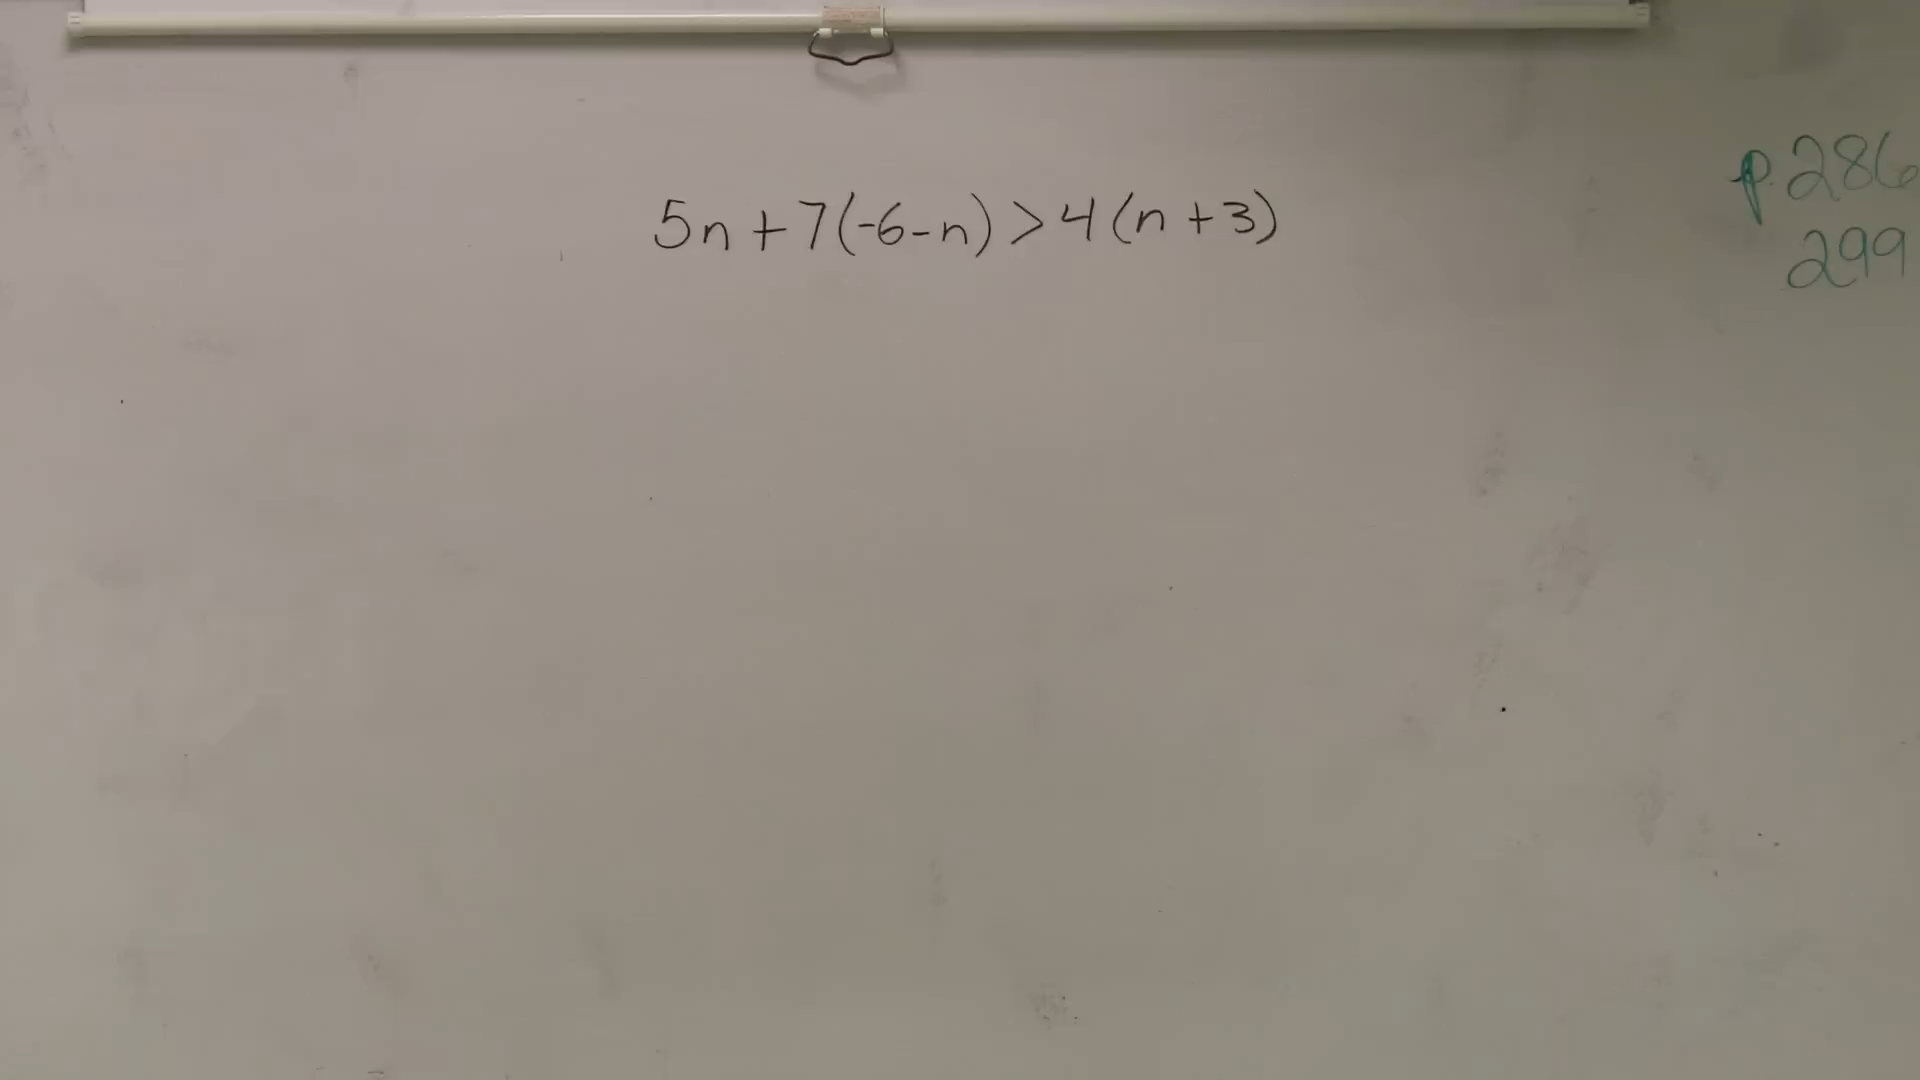 5n + 7(-6-n) > 4(n + 3)
p. 286
299